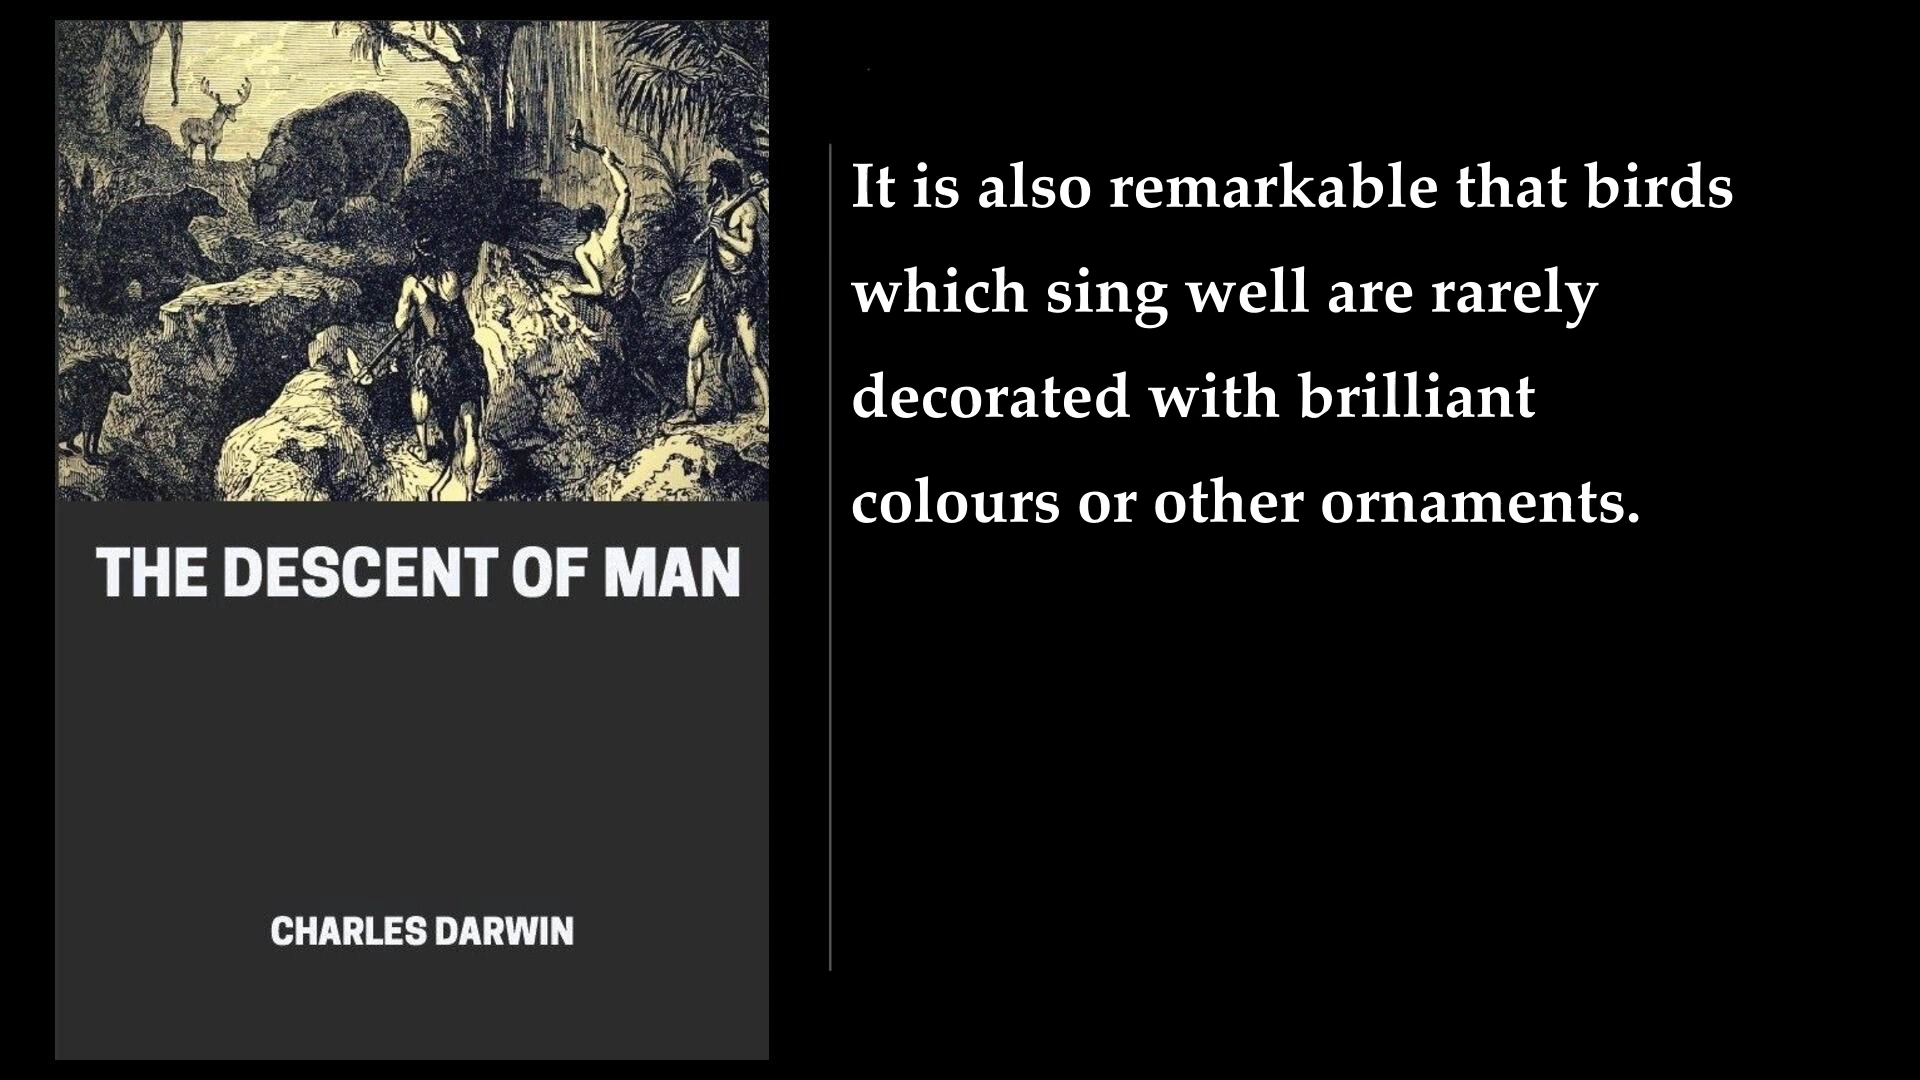 THE DESCENT OF MAN
CHARLES DARWIN
It is also remarkable that birds
which sing well are rarely
decorated with brilliant
colours or other ornaments.